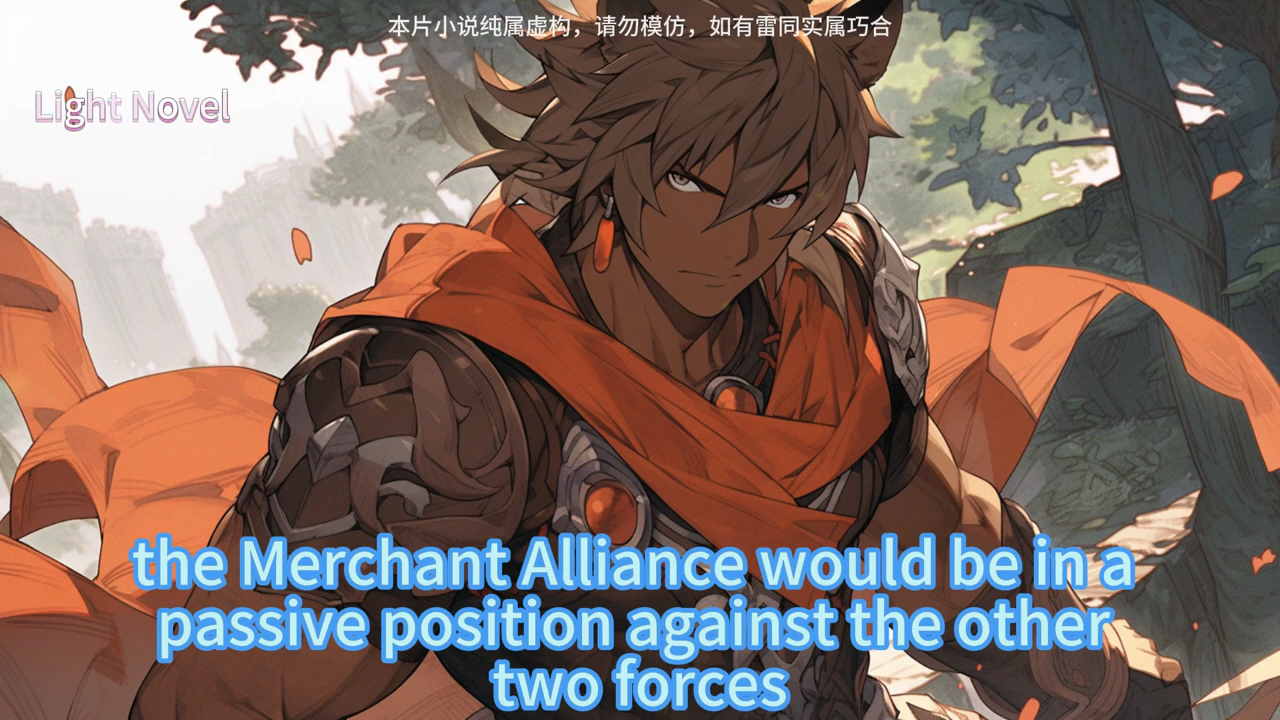 本片小说纯属虚构，请勿模仿，如有雷同实属巧合
Light Novel
the Merchant Alliance would be in a
passive position against the other
two forces